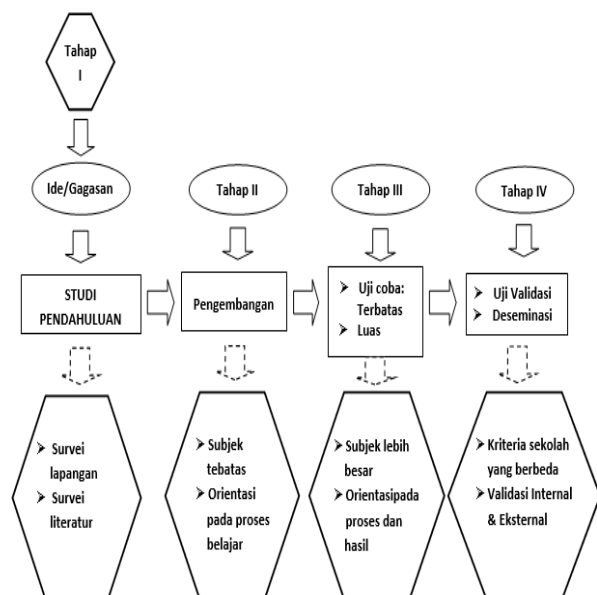 Tahap
I
Ide/Gagasan
Tahap II
Tahap III
Tahap IV
STUDI
PENDAHULUAN
Pengembangan
➢ Uji coba:
Terbatas
➢ Luas
➢ Uji Validasi
➢ Deseminasi
➢ Survei
lapangan
➢ Survei
literatur
➢ Subjek
tebatas
➢ Orientasi
pada proses
belajar
➢ Subjek lebih
besar
➢ Orientasipada
proses dan
hasil
➢ Kriteria sekolah
yang berbeda
➢ Validasi Internal
& Eksternal